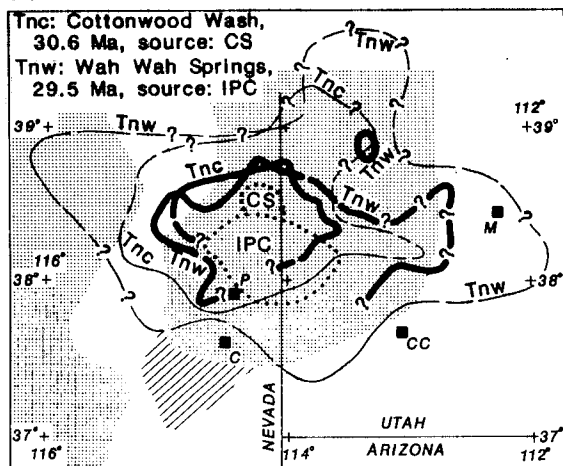 Tnc: Cottonwood Wash,
30.6 Ma, source: CS
Tnw: Wah Wah Springs,
29.5 Ma, source: IPC
Tnw ?
?
?
Tnc
?
112°
39° +
+ 39°
Tnw
?
?
?
?
Tnc
Tnw
?
CS
Tnw
?
?
M
IPC
Tnc
116°
?
?
?
38° +
Tnw
?
P
?
Tnw
?
+ 38°
?
?
C
CC
NEVADA
UTAH
37° +
116°
114°
ARIZONA
+ 37°
112°